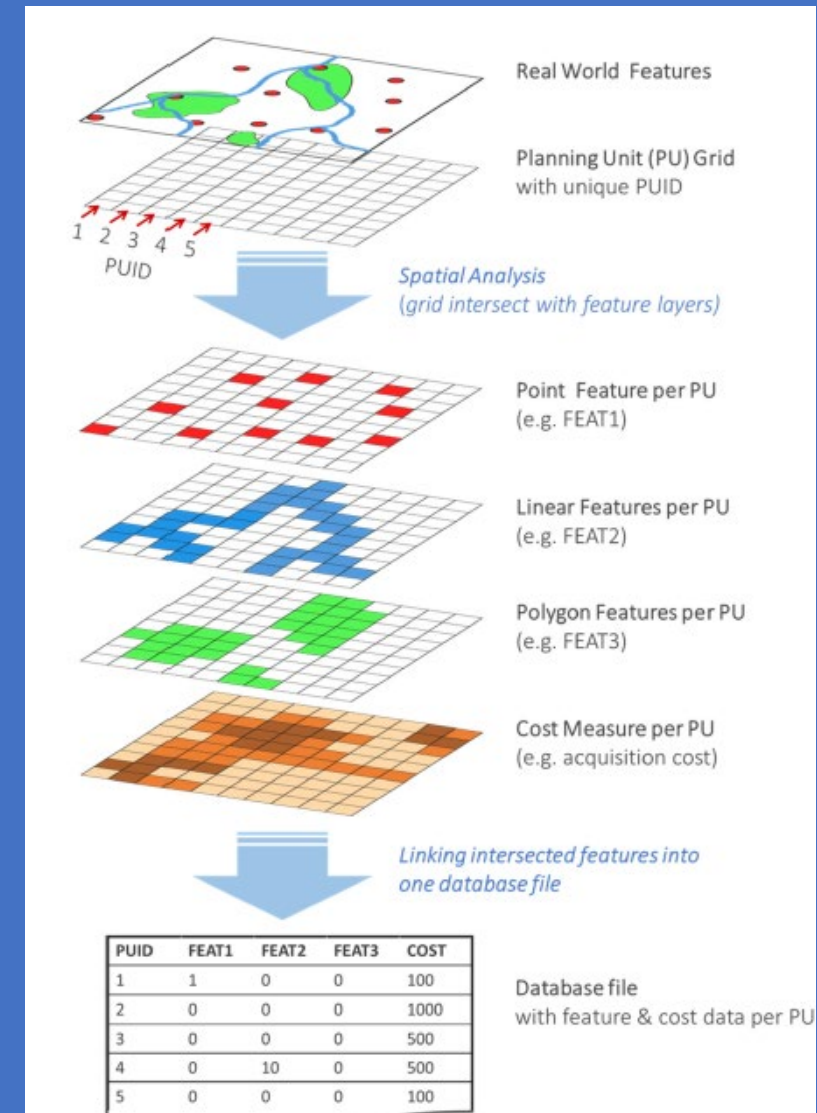 Real World Features
Planning Unit (PU) Grid
with unique PUID
1 2 3 4 5
PUID
Spatial Analysis
(grid intersect with feature layers)
Point Feature per PU
(e.g. FEAT1)
Linear Features per PU
(e.g. FEAT2)
Polygon Features per PU
(e.g. FEAT3)
Cost Measure per PU
(e.g. acquisition cost)
Linking intersected features into
one database file
PUID FEAT1 FEAT2 FEAT3 COST
1 1 0 0 100
2 0 0 0 1000
3 0 0 0 500
4 0 10 0 500
5 0 0 0 100
Database file
with feature & cost data per PU